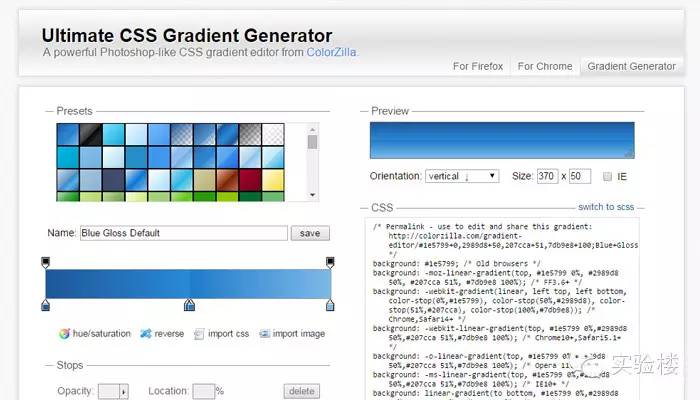 Ultimate CSS Gradient Generator
A powerful Photoshop-like CSS gradient editor from ColorZilla.
For Firefox For Chrome Gradient Generator
Presets
Name: Blue Gloss Default save
hue/saturation reverse import css import image
Stops
Opacity: Location: % delete
Preview
Orientation: vertical ↓ Size: 370 x 50 IE
switch to scss
CSS
/* Permalink - use to edit and share this gradient:
http://colorzilla.com/gradient-
editor/#1e5799+0,2989d8+50,207cca+51,7db9e8+100;Blue+Gloss
*/
background: #1e5799; /* Old browsers */
background: -moz-linear-gradient(top, #1e5799 0%, #2989d8
50%, #207cca 51%, #7db9e8 100%); /* FF3.6+ */
background: -webkit-gradient(linear, left top, left bottom,
color-stop(0%,#1e5799), color-stop(50%,#2989d8), color-
stop(51%,#207cca), color-stop(100%,#7db9e8)); /*
Chrome,Safari4+ */
background: -webkit-linear-gradient(top, #1e5799 0%,#2989d8
50%,#207cca 51%,#7db9e8 100%); /* Chrome10+,Safari5.1+
*/
background: -o-linear-gradient(top, #1e5799 0%
50%,#207cca 51%,#7db9e8 100%); /* Opera
background: -ms-linear-gradient(top, #1e5799
50%,#207cca 51%,#7db9e8 100%); /* IE10+ */
background: linear-gradient(to bottom, #1e5799
50%,#207cca 51%,#7db9e8 100%);
实验楼